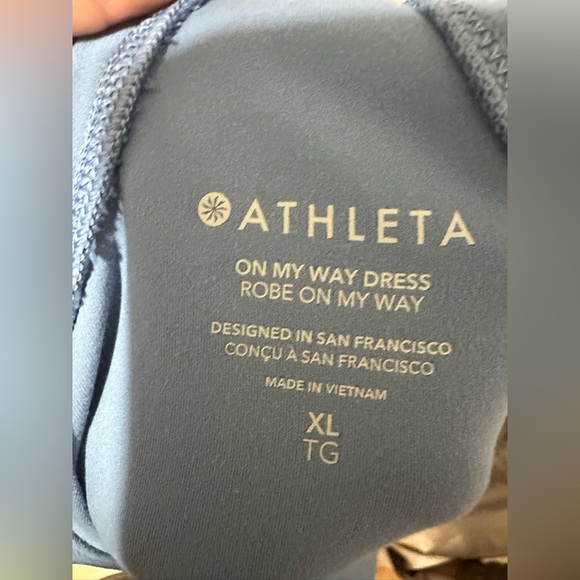 ATHLETA
ON MY WAY DRESS
ROBE ON MY WAY
DESIGNED IN SAN FRANCISCO
CONÇU À SAN FRANCISCO
MADE IN VIETNAM
XL
TG